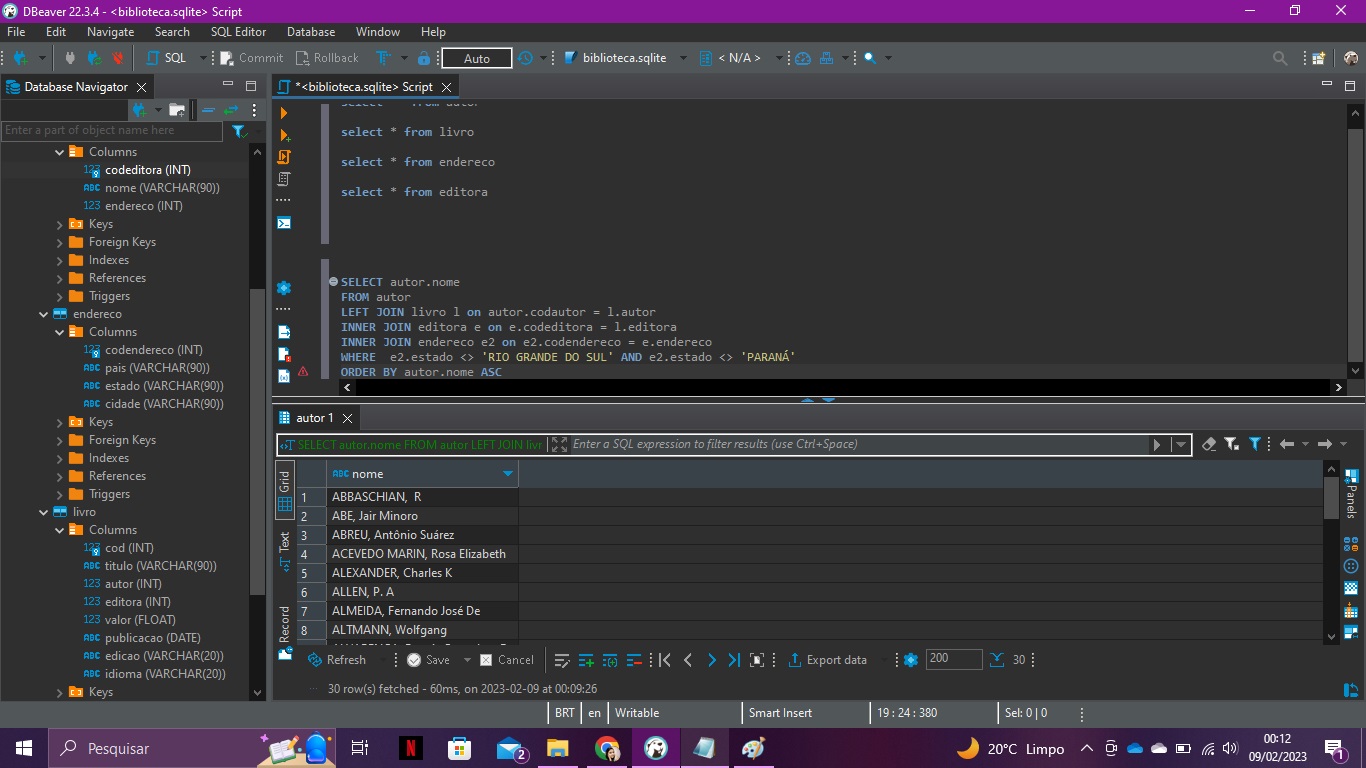 DBeaver 22.3.4 - <biblioteca.sqlite> Script
File Edit Navigate Search SQL Editor Database Window Help
SQL Commit Rollback Auto biblioteca.sqlite < N/A >
Database Navigator
*<biblioteca.sqlite> Script
Enter a part of object name here
Columns
codeditora (INT)
nome (VARCHAR(90))
endereco (INT)
Keys
Foreign Keys
Indexes
References
Triggers
endereco
Columns
codendereco (INT)
pais (VARCHAR(90))
estado (VARCHAR(90))
cidade (VARCHAR(90))
Keys
Foreign Keys
Indexes
References
Triggers
livro
Columns
cod (INT)
titulo (VARCHAR(90))
autor (INT)
editora (INT)
valor (FLOAT)
publicacao (DATE)
edicao (VARCHAR(20))
idioma (VARCHAR(20))
Keys
select * from autor
select * from livro
select * from endereco
select * from editora
SELECT autor.nome
FROM autor
LEFT JOIN livro l on autor.codautor = l.autor
INNER JOIN editora e on e.codeditora = l.editora
INNER JOIN endereco e2 on e2.codendereco = e.endereco
WHERE e2.estado <> 'RIO GRANDE DO SUL' AND e2.estado <> 'PARANÁ'
ORDER BY autor.nome ASC
autor 1
SELECT autor.nome FROM autor LEFT JOIN livr
Enter a SQL expression to filter results (use Ctrl+Space)
Grid
Text
Record
Panels
ABC nome
1 ABBASCHIAN, R
2 ABE, Jair Minoro
3 ABREU, Antônio Suárez
4 ACEVEDO MARIN, Rosa Elizabeth
5 ALEXANDER, Charles K
6 ALLEN, P. A
7 ALMEIDA, Fernando José De
8 ALTMANN, Wolfgang
Refresh Save Cancel Export data 200 30
30 row(s) fetched - 60ms, on 2023-02-09 at 00:09:26
BRT en Writable Smart Insert 19 : 24 : 380 Sel: 0 | 0
Pesquisar
2
20°C Limpo
00:12
09/02/2023
1